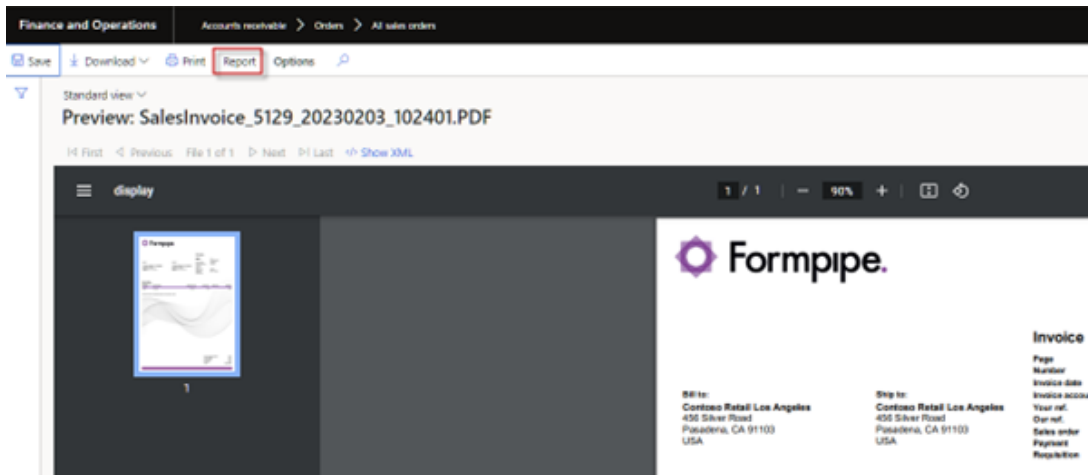 Finance and Operations Accounts receivable > Orders > All sales orders
Save Download Print Report Options
Standard view
Preview: SalesInvoice_5129_20230203_102401.PDF
First Previous File 1 of 1 Next Last </> Show XML
display 1 / 1 − 90% +
Formpipe
1
Formpipe.
Invoice
Page
Number
Invoice date
Invoice accou
Your ref.
Our ref.
Sales order
Payment
Requisition
Bill to: Ship to:
Contoso Retail Los Angeles Contoso Retail Los Angeles
456 Silver Road 456 Silver Road
Pasadena, CA 91103 Pasadena, CA 91103
USA USA